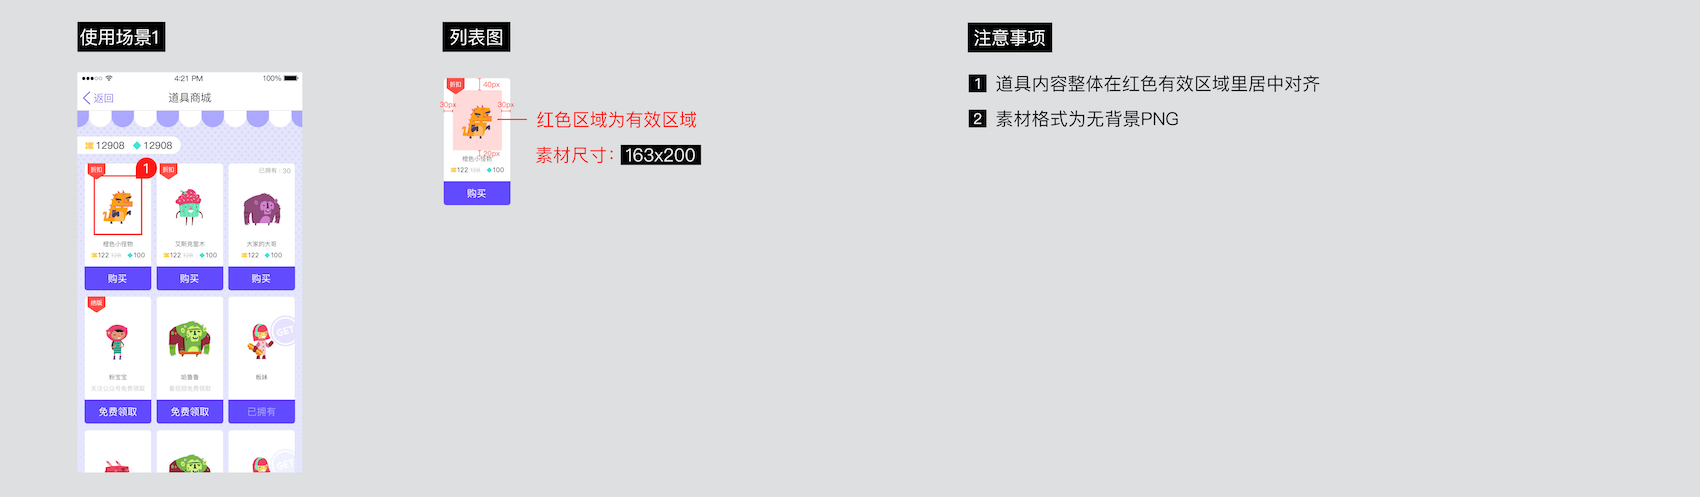 使用场景1
4:21 PM
100%
返回
道具商城
12908
12908
折扣
1
折扣
已拥有：30
橙色小怪物
艾斯克里木
大家的大哥
122 128 100
122 128 100
122 100
购买
购买
购买
绝版
GET
粉宝宝
哈鲁鲁
板妹
关注公众号免费领取
看视频免费领取
免费领取
免费领取
已拥有
GET
列表图
折扣
40px
30px
30px
20px
橙色小怪物
122 128 100
购买
红色区域为有效区域
素材尺寸：163x200
注意事项
1 道具内容整体在红色有效区域里居中对齐
2 素材格式为无背景PNG